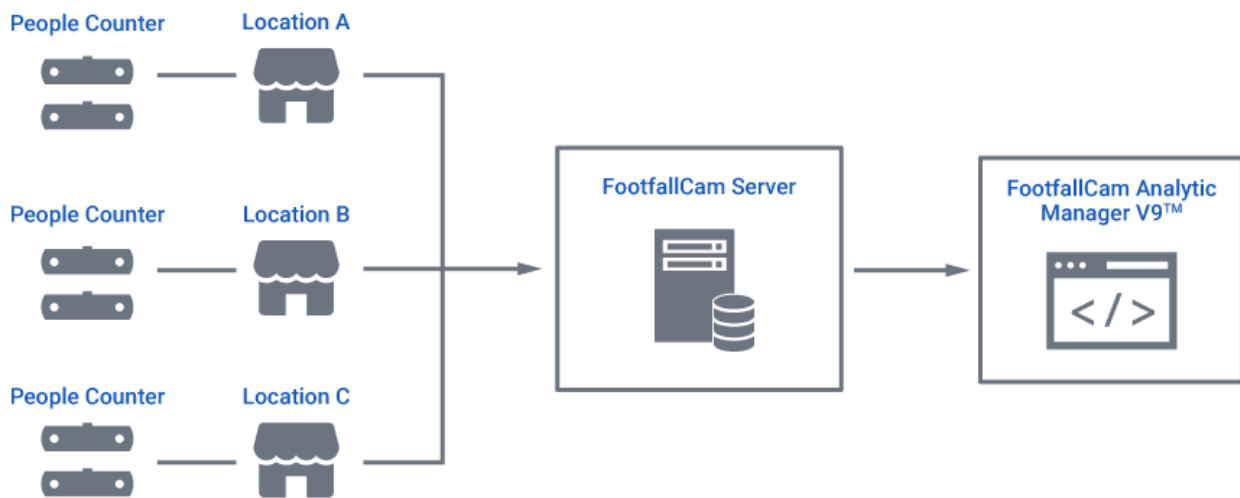 People Counter
Location A
FootfallCam Server
FootfallCam Analytic
Manager V9™
People Counter
Location B
</>
People Counter
Location C